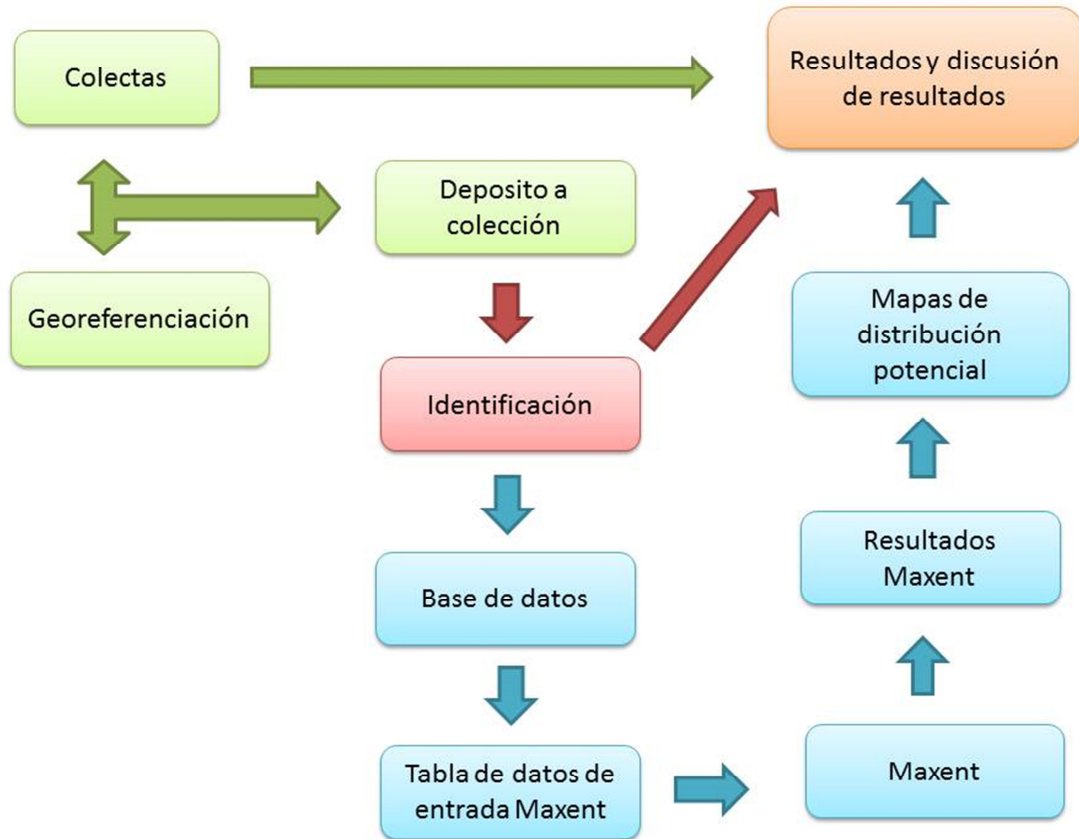 Colectas
Resultados y discusión
de resultados
Deposito a
colección
Georeferenciación
Mapas de
distribución
potencial
Identificación
Resultados
Maxent
Base de datos
Tabla de datos de
entrada Maxent
Maxent